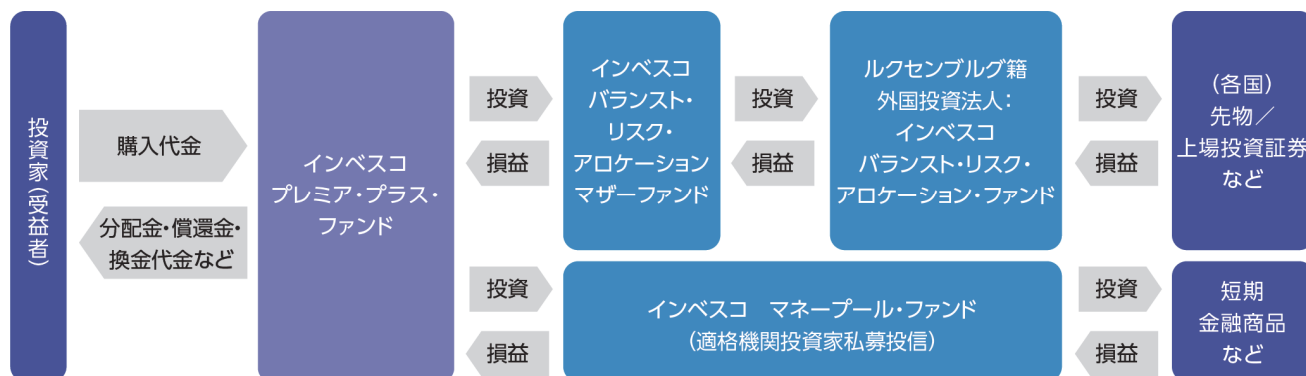 投資家(受益者)
購入代金
分配金・償還金・
換金代金など
インベスコ
プレミア・プラス・
ファンド
投資
損益
インベスコ
バランスト・
リスク・
アロケーション
マザーファンド
投資
損益
ルクセンブルグ籍
外国投資法人:
インベスコ
バランスト・リスク・
アロケーション・ファンド
投資
損益
(各国)
先物/
上場投資証券
など
投資
損益
インベスコ　マネープール・ファンド
(適格機関投資家私募投信)
投資
損益
短期
金融商品
など